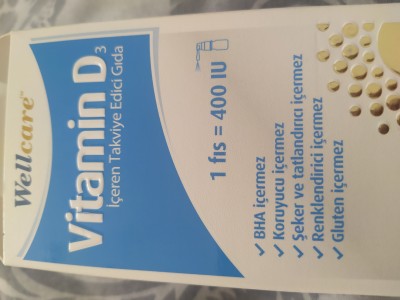 Wellcare™
Vitamin D3
İçeren Takviye Edici Gıda
1 fıs = 400 IU
✓ BHA içermez
✓ Koruyucu içermez
✓ Şeker ve tatlandırıcı içermez
✓ Renklendirici içermez
✓ Gluten içermez